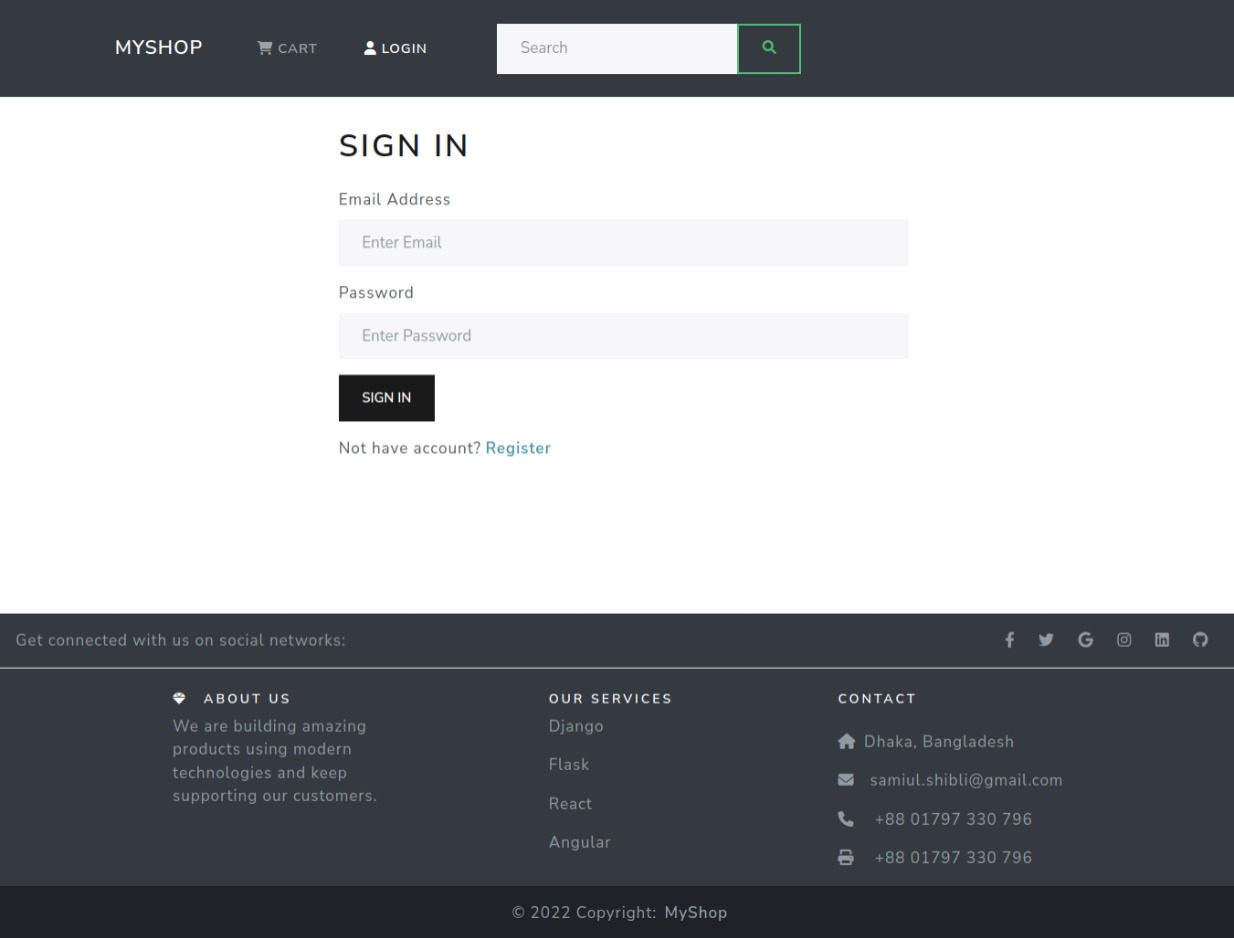 MYSHOP CART LOGIN Search
SIGN IN
Email Address
Enter Email
Password
Enter Password
SIGN IN
Not have account? Register
Get connected with us on social networks:
ABOUT US
We are building amazing
products using modern
technologies and keep
supporting our customers.
OUR SERVICES
Django
Flask
React
Angular
CONTACT
Dhaka, Bangladesh
samiul.shibli@gmail.com
+88 01797 330 796
+88 01797 330 796
© 2022 Copyright: MyShop